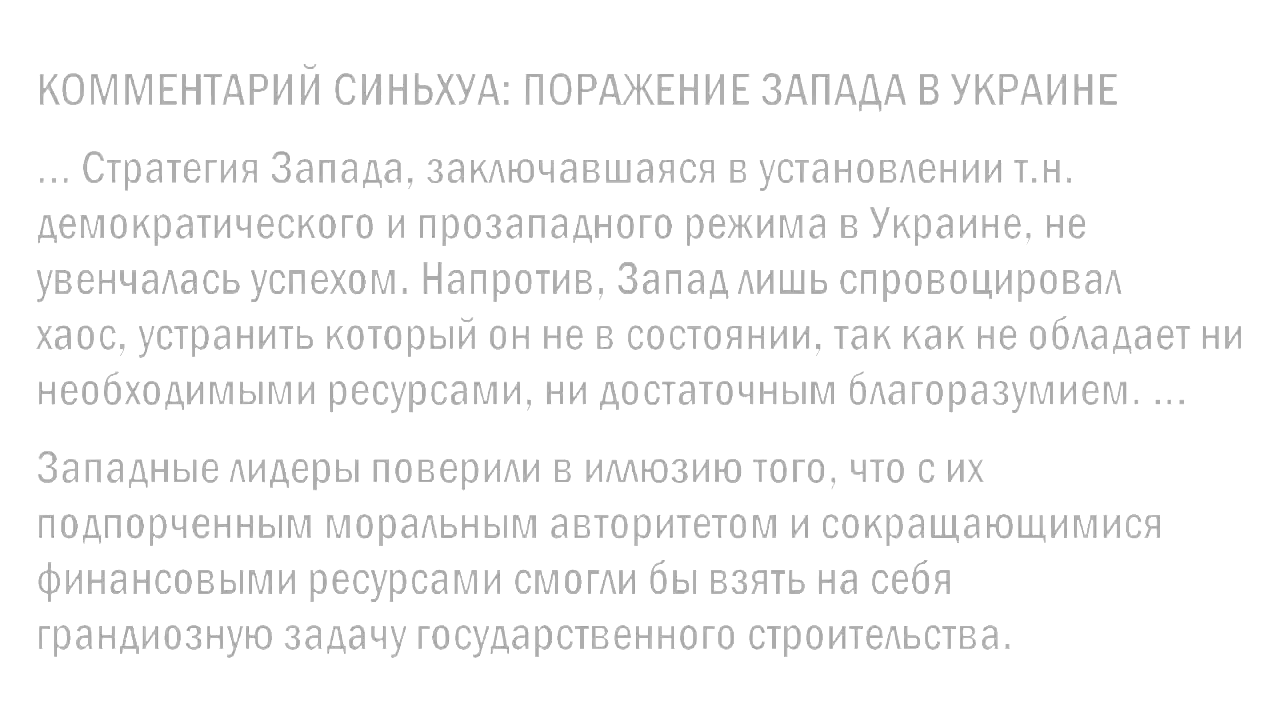 КОММЕНТАРИЙ СИНЬХУА: ПОРАЖЕНИЕ ЗАПАДА В УКРАИНЕ
... Стратегия Запада, заключавшаяся в установлении т.н.
демократического и прозападного режима в Украине, не
увенчалась успехом. Напротив, Запад лишь спровоцировал
хаос, устранить который он не в состоянии, так как не обладает ни
необходимыми ресурсами, ни достаточным благоразумием. ...
Западные лидеры поверили в иллюзию того, что с их
подпорченным моральным авторитетом и сокращающимися
финансовыми ресурсами смогли бы взять на себя
грандиозную задачу государственного строительства.